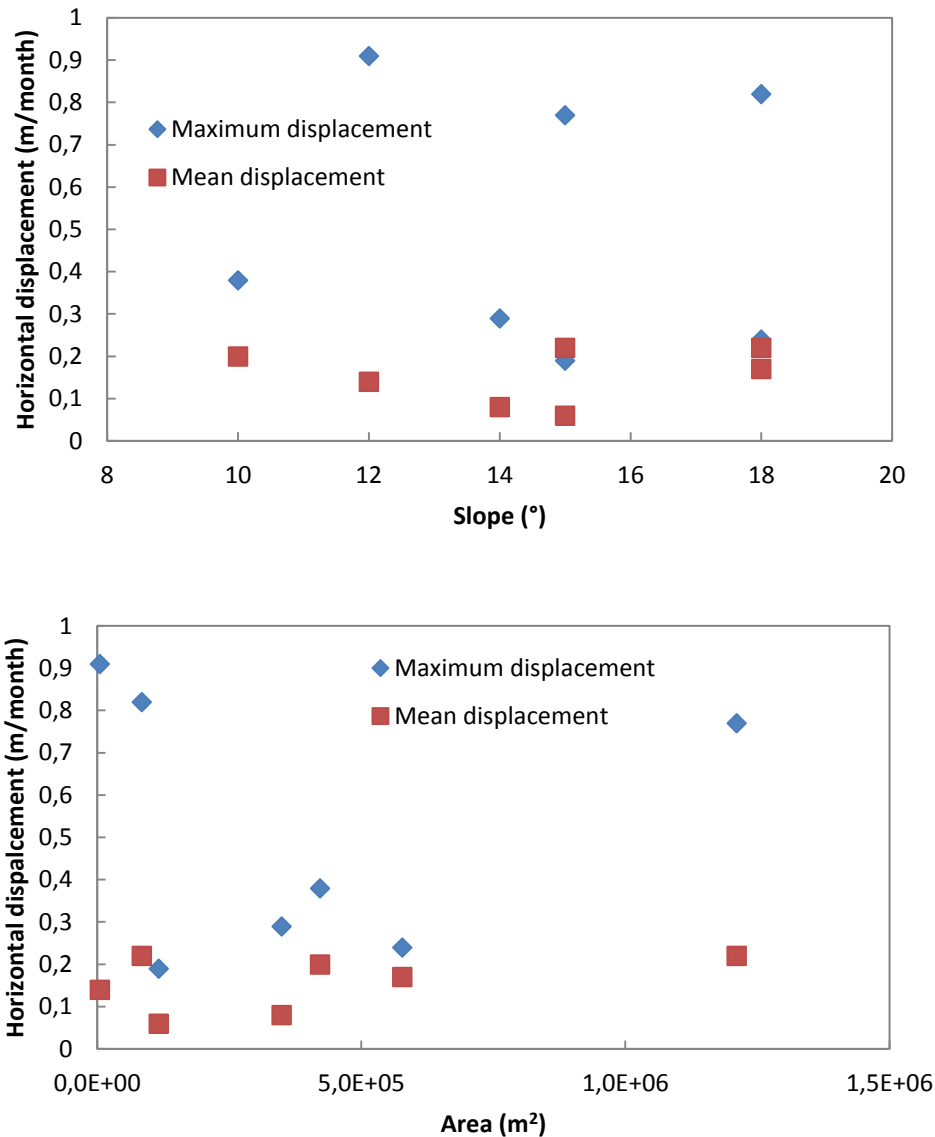 Horizontal displacement (m/month)
1
0,9
0,8
0,7
0,6
0,5
0,4
0,3
0,2
0,1
0
Maximum displacement
Mean displacement
8 10 12 14 16 18 20
Slope (°)
Horizontal dispalcement (m/month)
1
0,9
0,8
0,7
0,6
0,5
0,4
0,3
0,2
0,1
0
Maximum displacement
Mean displacement
0,0E+00 5,0E+05 1,0E+06 1,5E+06
Area (m²)